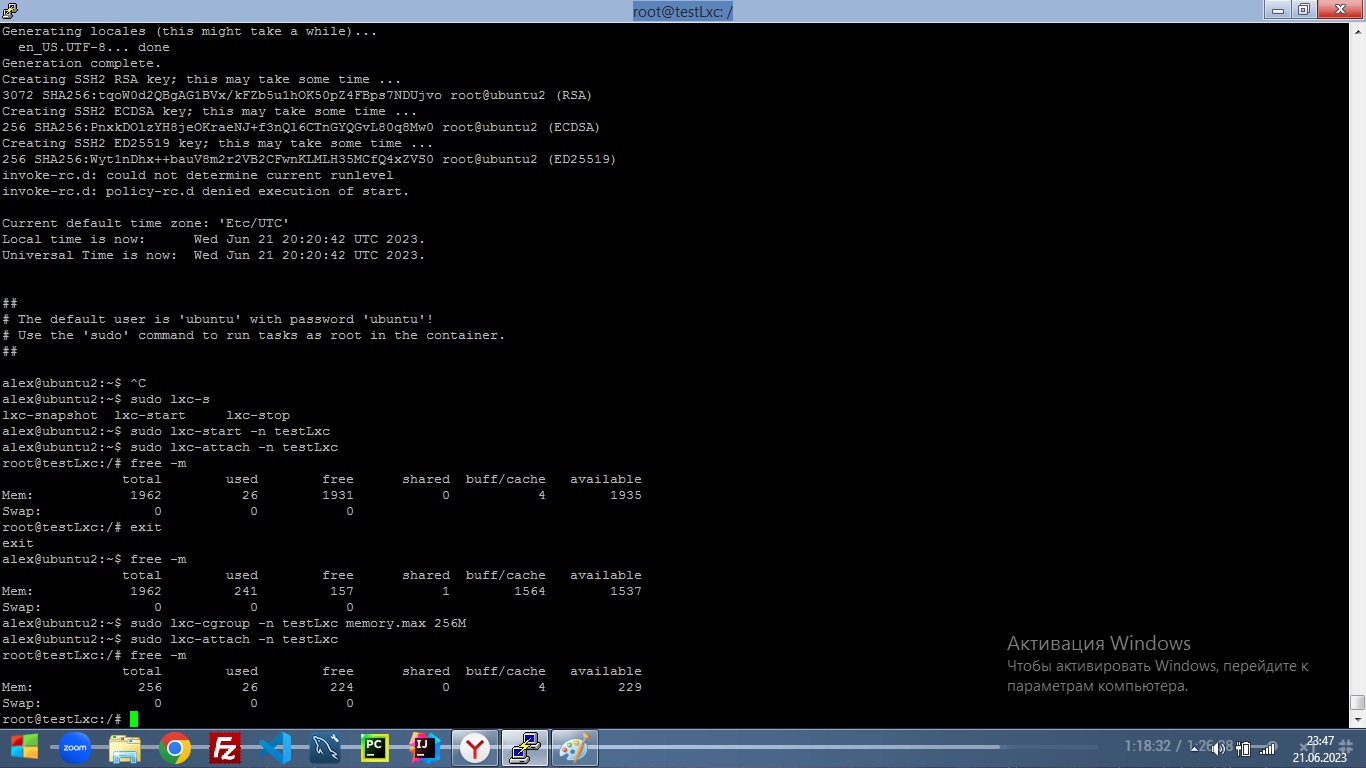 root@testLxc: /
Generating locales (this might take a while)...
  en_US.UTF-8... done
Generation complete.
Creating SSH2 RSA key; this may take some time ...
3072 SHA256:tqoW0d2QBgAGlBVx/kFZb5u1hOK50pZ4FBps7NDUjvo root@ubuntu2 (RSA)
Creating SSH2 ECDSA key; this may take some time ...
256 SHA256:PnxkDOlzYH8jeOKraeNJ+f3nQl6CTnGYQGvL80q8Mw0 root@ubuntu2 (ECDSA)
Creating SSH2 ED25519 key; this may take some time ...
256 SHA256:Wyt1nDhx++bauV8m2r2VB2CFwnKLMLH35MCfQ4xZVS0 root@ubuntu2 (ED25519)
invoke-rc.d: could not determine current runlevel
invoke-rc.d: policy-rc.d denied execution of start.
Current default time zone: 'Etc/UTC'
Local time is now:      Wed Jun 21 20:20:42 UTC 2023.
Universal Time is now:  Wed Jun 21 20:20:42 UTC 2023.
##
# The default user is 'ubuntu' with password 'ubuntu'!
# Use the 'sudo' command to run tasks as root in the container.
##
alex@ubuntu2:~$ ^C
alex@ubuntu2:~$ sudo lxc-s
lxc-snapshot  lxc-start     lxc-stop
alex@ubuntu2:~$ sudo lxc-start -n testLxc
alex@ubuntu2:~$ sudo lxc-attach -n testLxc
root@testLxc:/# free -m
               total        used        free      shared  buff/cache   available
Mem:            1962          26        1931           0           4        1935
Swap:              0           0           0
root@testLxc:/# exit
exit
alex@ubuntu2:~$ free -m
               total        used        free      shared  buff/cache   available
Mem:            1962         241         157           1        1564        1537
Swap:              0           0           0
alex@ubuntu2:~$ sudo lxc-cgroup -n testLxc memory.max 256M
alex@ubuntu2:~$ sudo lxc-attach -n testLxc
root@testLxc:/# free -m
               total        used        free      shared  buff/cache   available
Mem:             256          26         224           0           4         229
Swap:              0           0           0
root@testLxc:/#
Активация Windows
Чтобы активировать Windows, перейдите к
параметрам компьютера.
zoom
FZ
PC
IJ
Y
1:18:32 /
23:47
21.06.2023